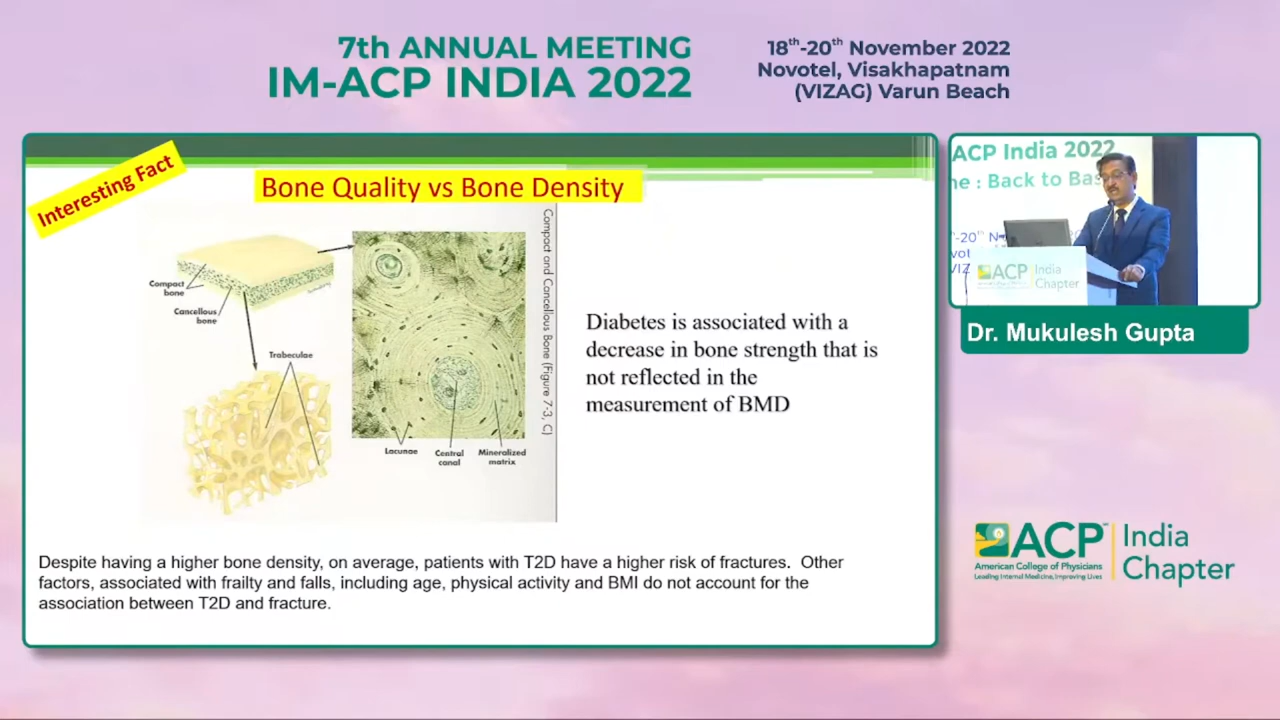 7th ANNUAL MEETING
IM-ACP INDIA 2022
18th-20th November 2022
Novotel, Visakhapatnam
(VIZAG) Varun Beach
Interesting Fact
Bone Quality vs Bone Density
Compact
bone
Cancellous
bone
Trabeculae
Lacunae
Central
canal
Mineralized
matrix
Compact and Cancellous Bone (Figure 7-3, C)
Diabetes is associated with a
decrease in bone strength that is
not reflected in the
measurement of BMD
Despite having a higher bone density, on average, patients with T2D have a higher risk of fractures. Other
factors, associated with frailty and falls, including age, physical activity and BMI do not account for the
association between T2D and fracture.
ACP India 2022
: Back to
ACP India
Chapter
Dr. Mukulesh Gupta
ACP™
American College of Physicians
Leading Internal Medicine, Improving Lives
India
Chapter